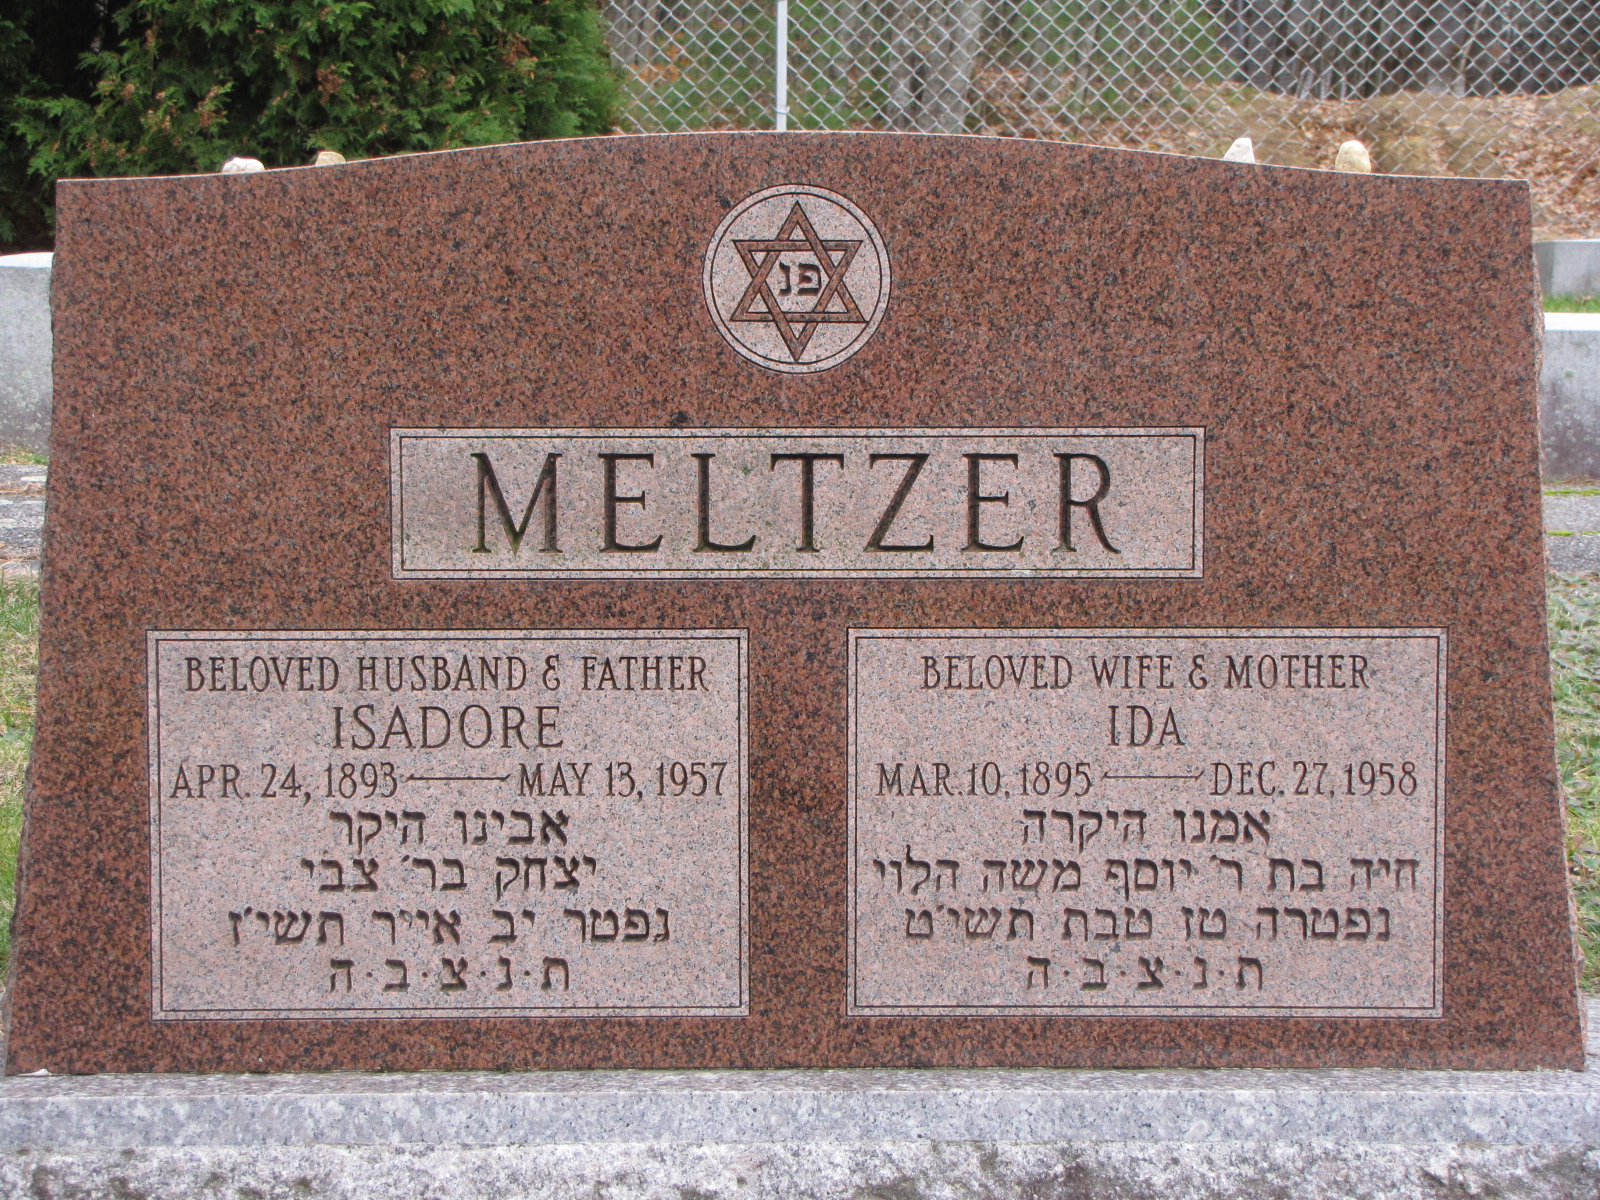 פנ
MELTZER
BELOVED HUSBAND & FATHER
ISADORE
APR. 24, 1893 — MAY 13, 1957
אבינו היקר
יצחק בר׳ צבי
נפטר יב אייר תשי״ז
ת·נ·צ·ב·ה
BELOVED WIFE & MOTHER
IDA
MAR. 10, 1895 — DEC. 27, 1958
אמנו היקרה
חיה בת ר׳ יוסף משה הלוי
נפטרה טז טבת תשי״ט
ת·נ·צ·ב·ה